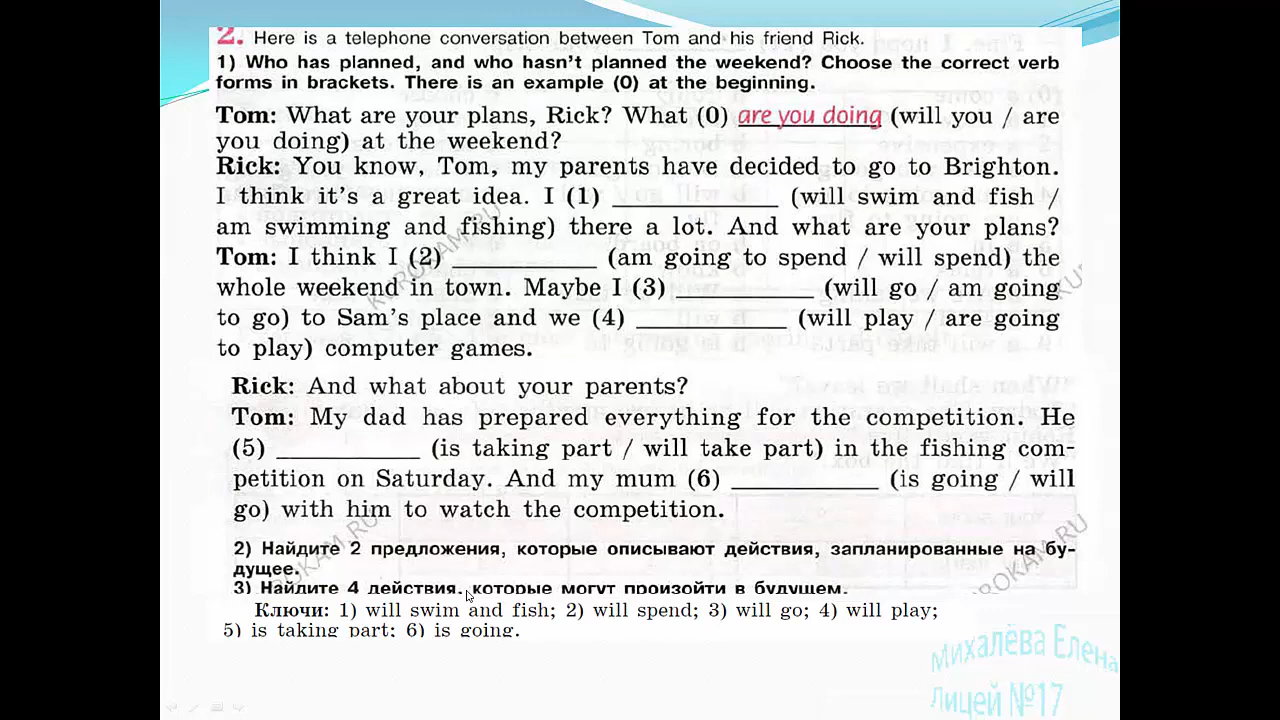 2. Here is a telephone conversation between Tom and his friend Rick.
1) Who has planned, and who hasn't planned the weekend? Choose the correct verb
forms in brackets. There is an example (0) at the beginning.
Tom: What are your plans, Rick? What (0) are you doing (will you / are
you doing) at the weekend?
Rick: You know, Tom, my parents have decided to go to Brighton.
I think it's a great idea. I (1) __________ (will swim and fish /
am swimming and fishing) there a lot. And what are your plans?
Tom: I think I (2) __________ (am going to spend / will spend) the
whole weekend in town. Maybe I (3) __________ (will go / am going
to go) to Sam's place and we (4) __________ (will play / are going
to play) computer games.
Rick: And what about your parents?
Tom: My dad has prepared everything for the competition. He
(5) __________ (is taking part / will take part) in the fishing com-
petition on Saturday. And my mum (6) __________ (is going / will
go) with him to watch the competition.
2) Найдите 2 предложения, которые описывают действия, запланированные на бу-
дущее.
3) Найдите 4 действия, которые могут произойти в будущем.
Ключи: 1) will swim and fish; 2) will spend; 3) will go; 4) will play;
5) is taking part; 6) is going.
Михалёва Елена
Лицей №17